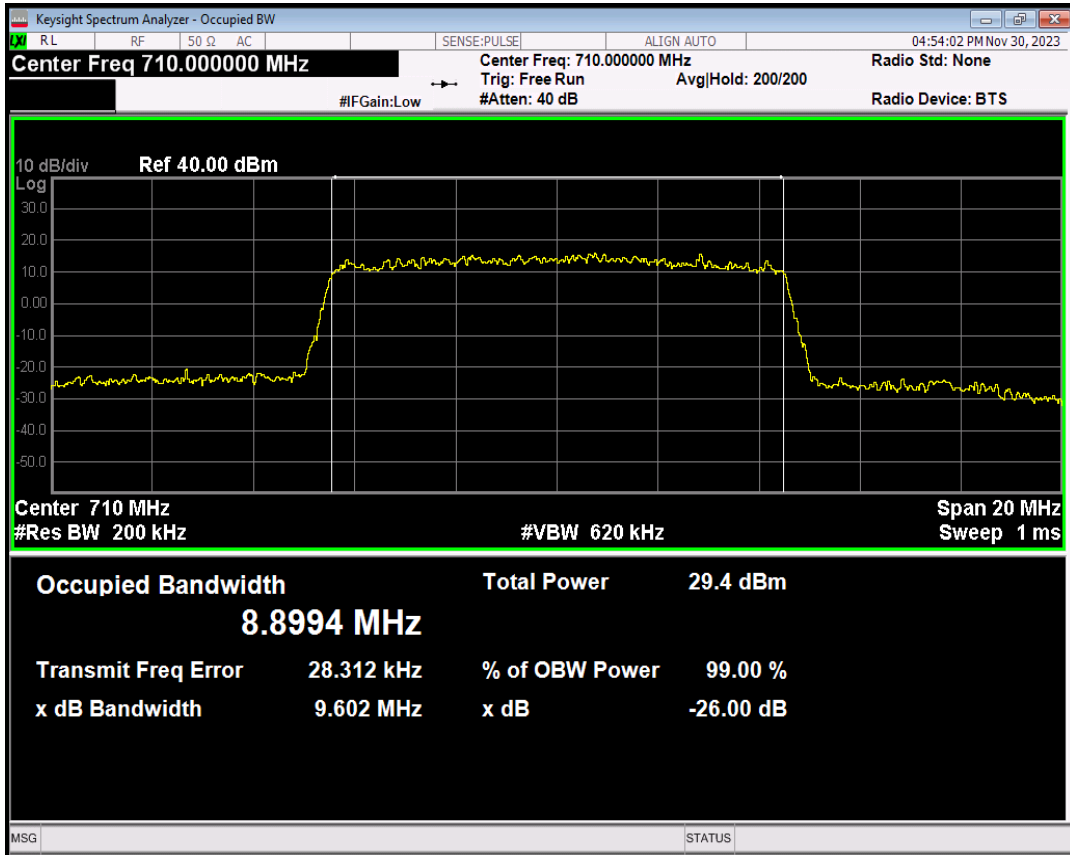 Keysight Spectrum Analyzer - Occupied BW
LXI RL RF 50 Ω AC SENSE:PULSE ALIGN AUTO 04:54:02 PM Nov 30, 2023
Center Freq 710.000000 MHz Center Freq: 710.000000 MHz Radio Std: None
Trig: Free Run Avg|Hold: 200/200
#IFGain:Low #Atten: 40 dB Radio Device: BTS
10 dB/div Ref 40.00 dBm
Log
30.0
20.0
10.0
0.00
-10.0
-20.0
-30.0
-40.0
-50.0
Center 710 MHz Span 20 MHz
#Res BW 200 kHz #VBW 620 kHz Sweep 1 ms
Occupied Bandwidth Total Power 29.4 dBm
8.8994 MHz
Transmit Freq Error 28.312 kHz % of OBW Power 99.00 %
x dB Bandwidth 9.602 MHz x dB -26.00 dB
MSG STATUS